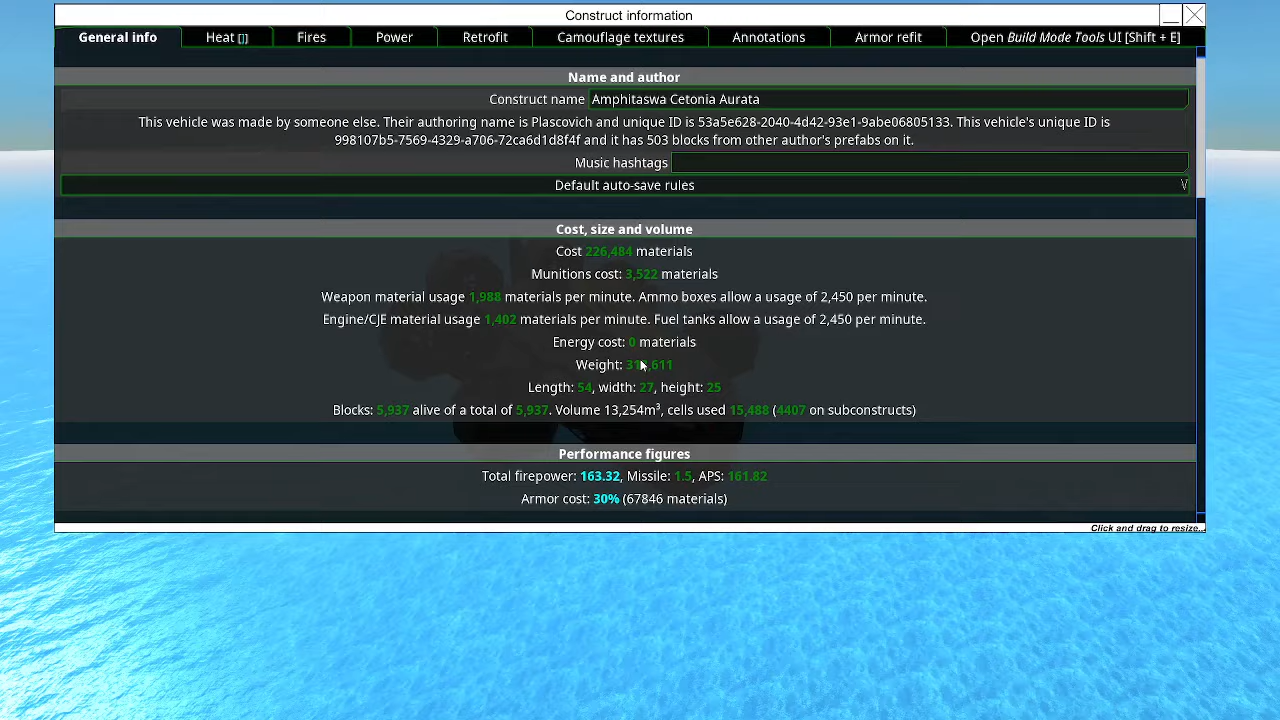 Construct information
General info Heat [] Fires Power Retrofit Camouflage textures Annotations Armor refit Open Build Mode Tools UI [Shift + E]
Name and author
Construct name Amphitaswa Cetonia Aurata
This vehicle was made by someone else. Their authoring name is Plascovich and unique ID is 53a5e628-2040-4d42-93e1-9abe06805133. This vehicle's unique ID is
998107b5-7569-4329-a706-72ca6d1d8f4f and it has 503 blocks from other author's prefabs on it.
Music hashtags
Default auto-save rules
Cost, size and volume
Cost 226,484 materials
Munitions cost: 3,522 materials
Weapon material usage 1,988 materials per minute. Ammo boxes allow a usage of 2,450 per minute.
Engine/CJE material usage 1,402 materials per minute. Fuel tanks allow a usage of 2,450 per minute.
Energy cost: 0 materials
Weight:
Length: 54, width: 27, height: 25
Blocks: 5,937 alive of a total of 5,937. Volume 13,254m³, cells used 15,488 (4407 on subconstructs)
Performance figures
Total firepower: 163.32, Missile: 1.5, APS: 161.82
Armor cost: 30% (67846 materials)
Click and drag to resize...